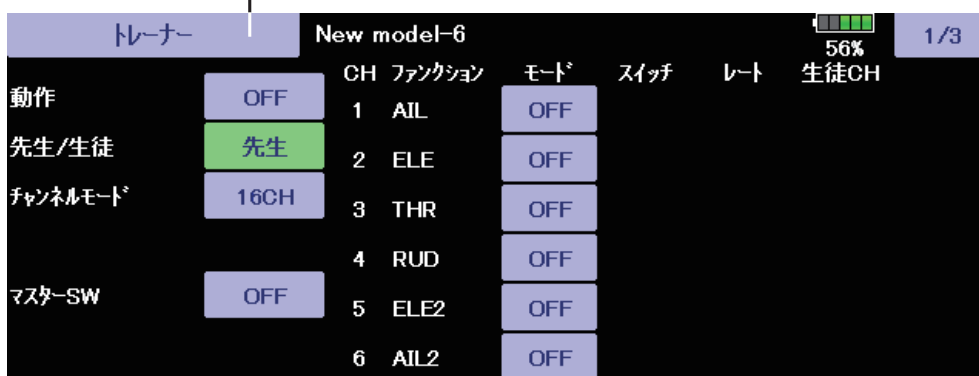 トレーナー New model-6 56% 1/3
CH ファンクション モード スイッチ レート 生徒CH
動作 OFF 1 AIL OFF
先生/生徒 先生 2 ELE OFF
チャンネルモード 16CH 3 THR OFF
4 RUD OFF
マスターSW OFF 5 ELE2 OFF
6 AIL2 OFF